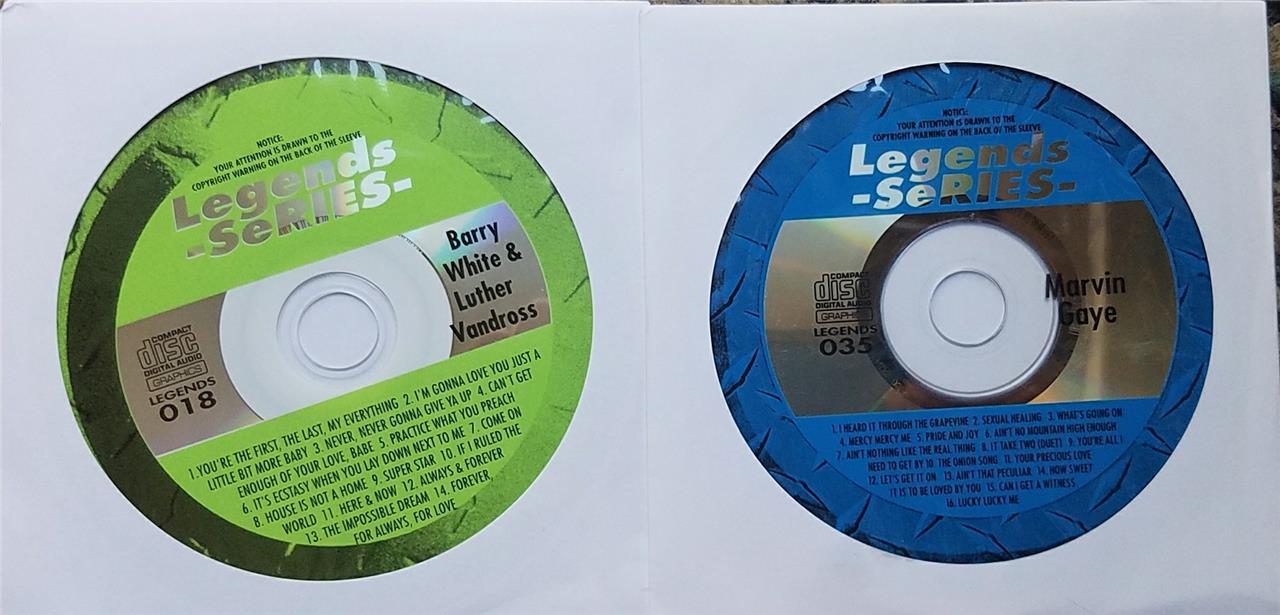 NOTICE:
YOUR ATTENTION IS DRAWN TO THE
COPYRIGHT WARNING ON THE BACK OF THE SLEEVE
Legends
-SeRIES-
Barry
White &
Luther
Vandross
COMPACT
disc
DIGITAL AUDIO
GRAPHICS
LEGENDS
018
1. YOU'RE THE FIRST, THE LAST, MY EVERYTHING 2. I'M GONNA LOVE YOU JUST A
LITTLE BIT MORE BABY 3. NEVER, NEVER GONNA GIVE YA UP 4. CAN'T GET
ENOUGH OF YOUR LOVE, BABE 5. PRACTICE WHAT YOU PREACH
6. IT'S ECSTASY WHEN YOU LAY DOWN NEXT TO ME 7. COME ON
8. HOUSE IS NOT A HOME 9. SUPER STAR 10. IF I RULED THE
WORLD 11. HERE & NOW 12. ALWAYS & FOREVER
13. THE IMPOSSIBLE DREAM 14. FOREVER,
FOR ALWAYS, FOR LOVE
NOTICE:
YOUR ATTENTION IS DRAWN TO THE
COPYRIGHT WARNING ON THE BACK OF THE SLEEVE
Legends
-SeRIES-
COMPACT
disc
DIGITAL AUDIO
GRAPHICS
LEGENDS
035
Marvin
Gaye
1. I HEARD IT THROUGH THE GRAPEVINE 2. SEXUAL HEALING 3. WHAT'S GOING ON
4. MERCY MERCY ME 5. PRIDE AND JOY 6. AIN'T NO MOUNTAIN HIGH ENOUGH
7. AIN'T NOTHING LIKE THE REAL THING 8. IT TAKE TWO (DUET) 9. YOU'RE ALL I
NEED TO GET BY 10. THE ONION SONG 11. YOUR PRECIOUS LOVE
12. LET'S GET IT ON 13. AIN'T THAT PECULIAR 14. HOW SWEET
IT IS TO BE LOVED BY YOU 15. CAN I GET A WITNESS
16. LUCKY LUCKY ME